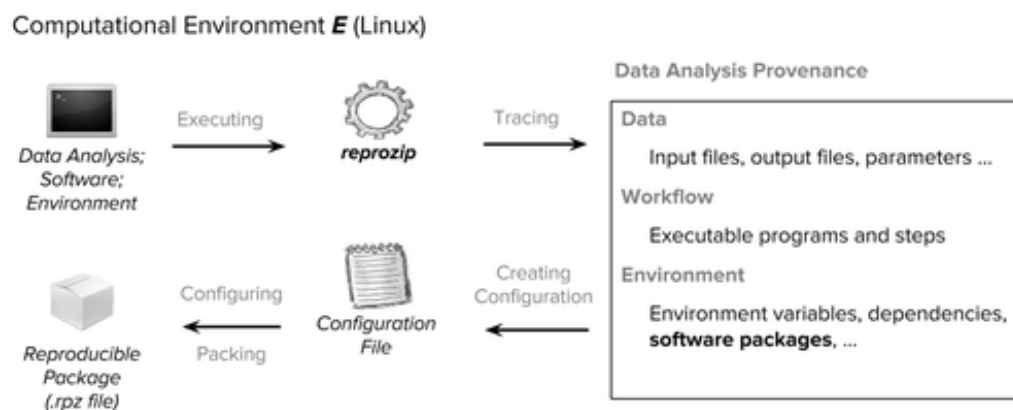 Computational Environment E (Linux)
Data Analysis;
Software;
Environment
Executing
reprozip
Tracing
Data Analysis Provenance
Data
Input files, output files, parameters ...
Workflow
Executable programs and steps
Environment
Environment variables, dependencies,
software packages, ...
Creating
Configuration
Configuration
File
Configuring
Packing
Reproducible
Package
(.rpz file)